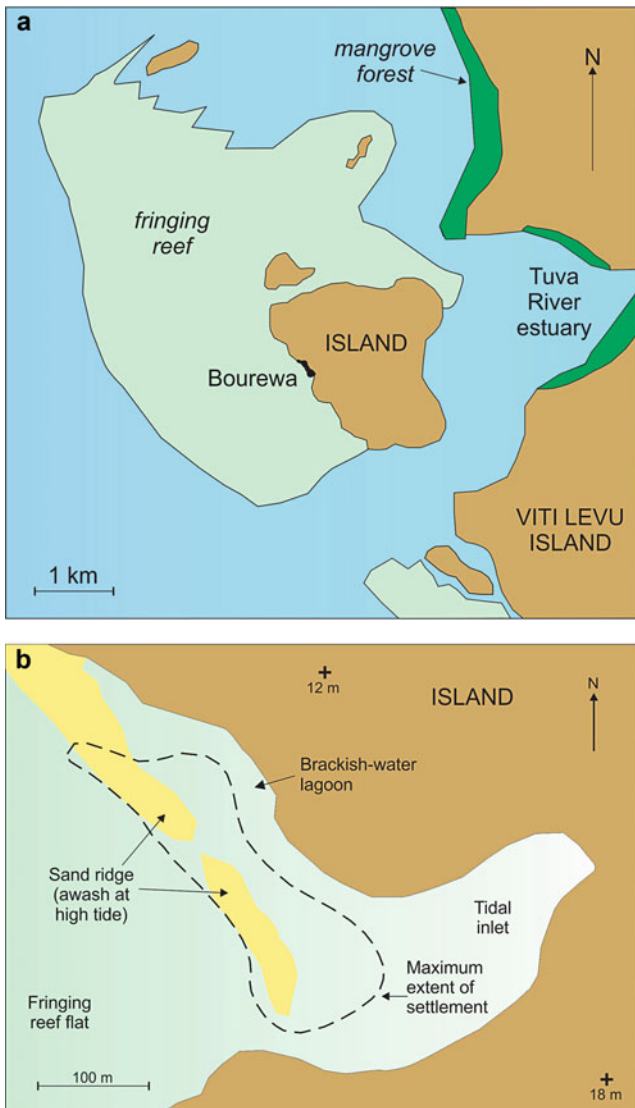 a
mangrove
forest
N
fringing
reef
Tuva
River
estuary
ISLAND
Bourewa
VITI LEVU
ISLAND
1 km
b
12 m
ISLAND
N
Brackish-water
lagoon
Sand ridge
(awash at
high tide)
Tidal
inlet
Maximum
extent of
settlement
Fringing
reef flat
100 m
18 m